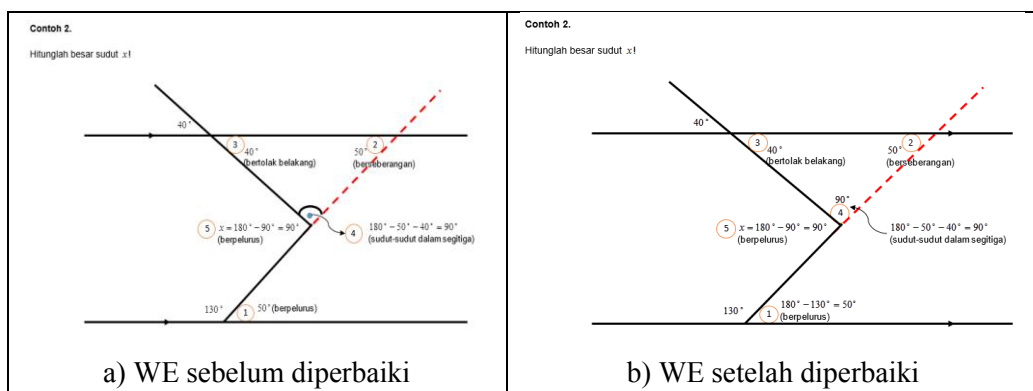 Contoh 2.
Hitunglah besar sudut x!
40°
3
40°
(bertolak belakang)
2
50°
(berseberangan)
5
x = 180° − 90° = 90°
(berpelurus)
4
180° − 50° − 40° = 90°
(sudut-sudut dalam segitiga)
130°
1
50° (berpelurus)
a) WE sebelum diperbaiki
Contoh 2.
Hitunglah besar sudut x!
40°
3
40°
(bertolak belakang)
2
50°
(berseberangan)
90°
4
5
x = 180° − 90° = 90°
(berpelurus)
180° − 50° − 40° = 90°
(sudut-sudut dalam segitiga)
130°
1
180° − 130° = 50°
(berpelurus)
b) WE setelah diperbaiki